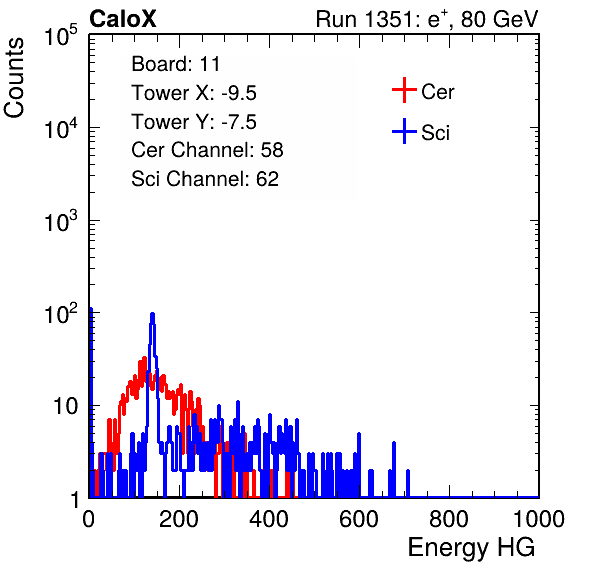 CaloX Run 1351: e⁺, 80 GeV
Counts
10⁵
10⁴
10³
10²
10
1
Board: 11
Tower X: -9.5
Tower Y: -7.5
Cer Channel: 58
Sci Channel: 62
Cer
Sci
0 200 400 600 800 1000
Energy HG